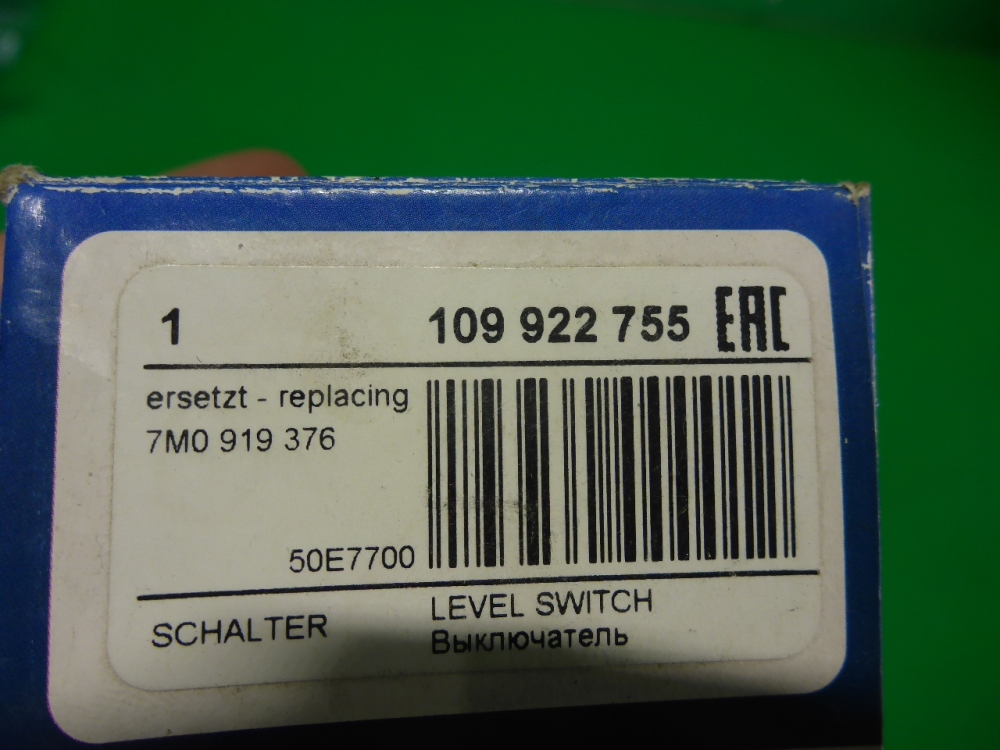 1 109 922 755 EAC
ersetzt - replacing
7M0 919 376
50E7700
SCHALTER
LEVEL SWITCH
Выключатель